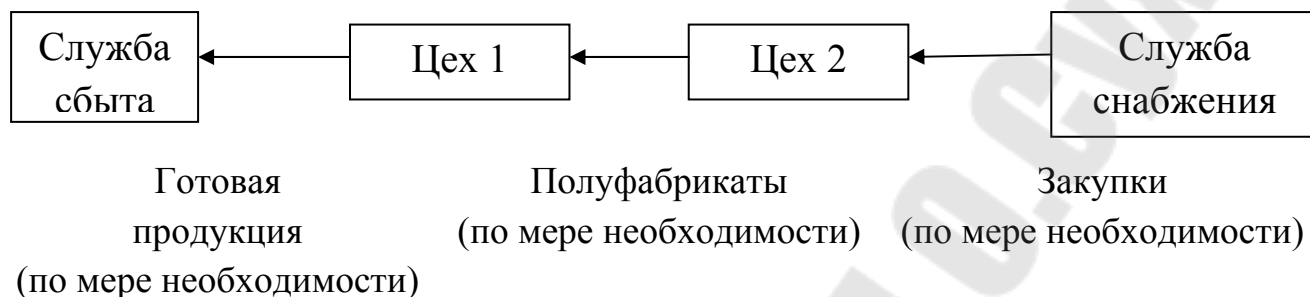 Служба
сбыта
Цех 1
Цех 2
Служба
снабжения
Готовая
продукция
(по мере необходимости)
Полуфабрикаты
(по мере необходимости)
Закупки
(по мере необходимости)